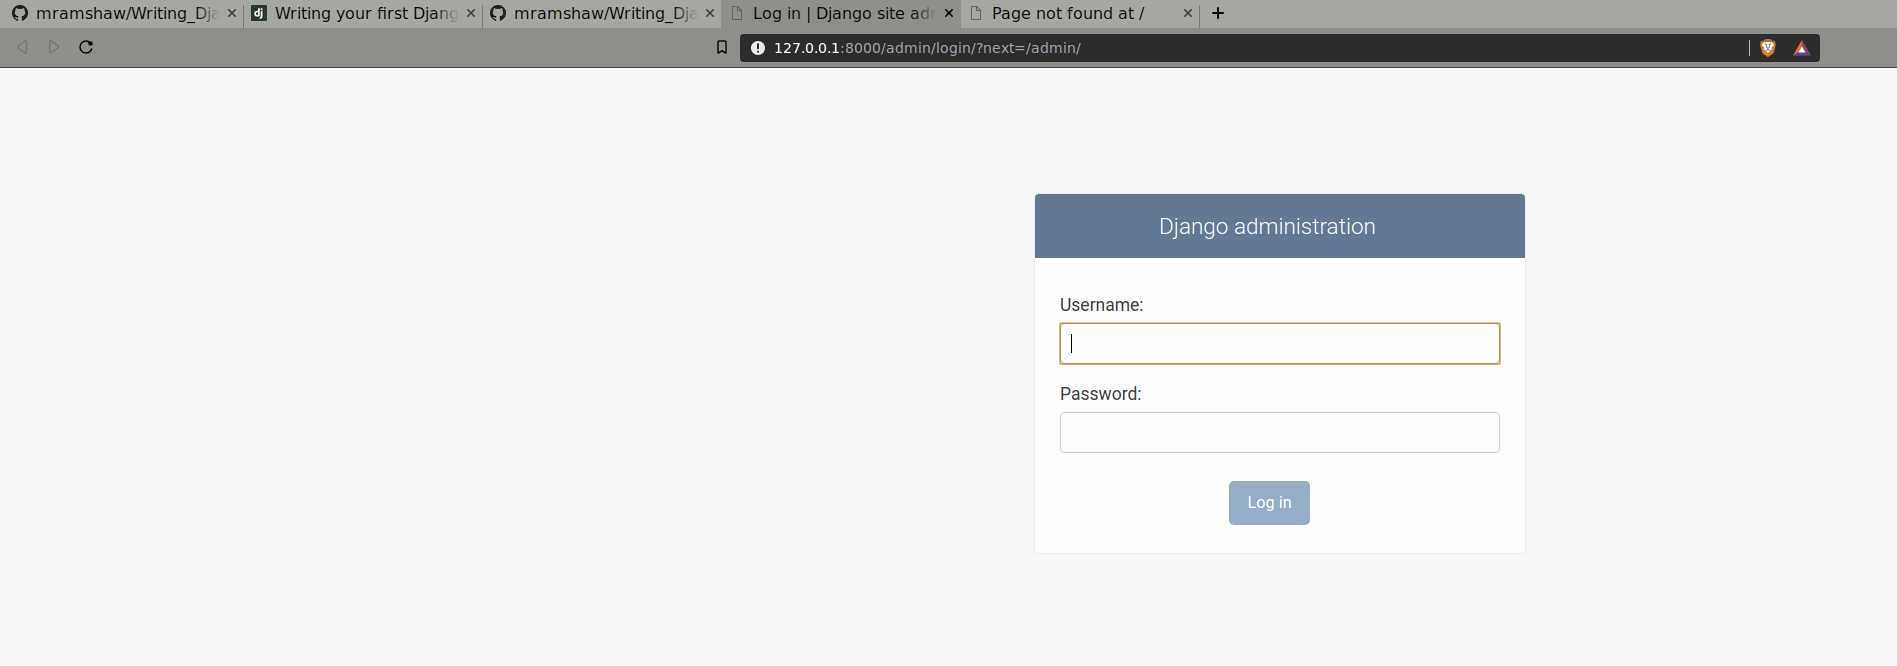 mramshaw/Writing_Dja
dj Writing your first Djang
mramshaw/Writing_Dja
Log in | Django site adr
Page not found at /
127.0.0.1:8000/admin/login/?next=/admin/
Django administration
Username:
Password:
Log in